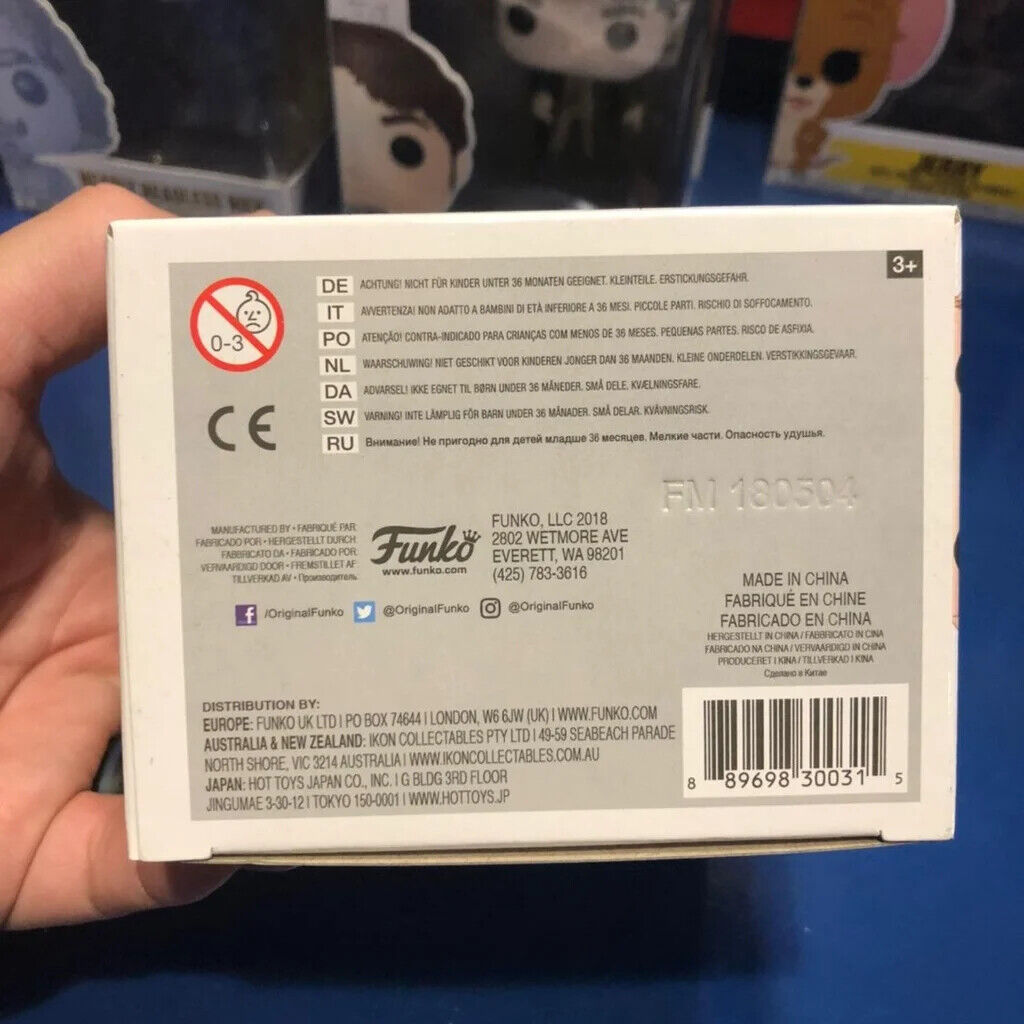 NEARLY HEADLESS NICK
JERRY
3+
0-3
DE ACHTUNG! NICHT FÜR KINDER UNTER 36 MONATEN GEEIGNET. KLEINTEILE. ERSTICKUNGSGEFAHR.
IT AVVERTENZA! NON ADATTO A BAMBINI DI ETÀ INFERIORE A 36 MESI. PICCOLE PARTI. RISCHIO DI SOFFOCAMENTO.
PO ATENÇÃO! CONTRA-INDICADO PARA CRIANÇAS COM MENOS DE 36 MESES. PEQUENAS PARTES. RISCO DE ASFIXIA.
NL WAARSCHUWING! NIET GESCHIKT VOOR KINDEREN JONGER DAN 36 MAANDEN. KLEINE ONDERDELEN. VERSTIKKINGSGEVAAR.
DA ADVARSEL! IKKE EGNET TIL BØRN UNDER 36 MÅNEDER. SMÅ DELE. KVÆLNINGSFARE.
SW VARNING! INTE LÄMPLIG FÖR BARN UNDER 36 MÅNADER. SMÅ DELAR. KVÄVNINGSRISK.
RU Внимание! Не пригодно для детей младше 36 месяцев. Мелкие части. Опасность удушья.
CE
FM 180504
MANUFACTURED BY • FABRIQUÉ PAR
FABRICADO POR • HERGESTELLT DURCH
FABBRICATO DA • FABRICADO POR
VERVAARDIGD DOOR • FREMSTILLET AF
TILLVERKAD AV • Производитель
Funko
www.funko.com
FUNKO, LLC 2018
2802 WETMORE AVE
EVERETT, WA 98201
(425) 783-3616
/OriginalFunko @OriginalFunko @OriginalFunko
MADE IN CHINA
FABRIQUÉ EN CHINE
FABRICADO EN CHINA
HERGESTELLT IN CHINA / FABBRICATO IN CINA
FABRICADO NA CHINA / VERVAARDIGD IN CHINA
PRODUCERET I KINA / TILLVERKAD I KINA
Сделано в Китае
DISTRIBUTION BY:
EUROPE: FUNKO UK LTD | PO BOX 74644 | LONDON, W6 6JW (UK) | WWW.FUNKO.COM
AUSTRALIA & NEW ZEALAND: IKON COLLECTABLES PTY LTD | 49-59 SEABEACH PARADE
NORTH SHORE, VIC 3214 AUSTRALIA | WWW.IKONCOLLECTABLES.COM.AU
JAPAN: HOT TOYS JAPAN CO., INC. | G BLDG 3RD FLOOR
JINGUMAE 3-30-12 | TOKYO 150-0001 | WWW.HOTTOYS.JP
8 89698 30031 5